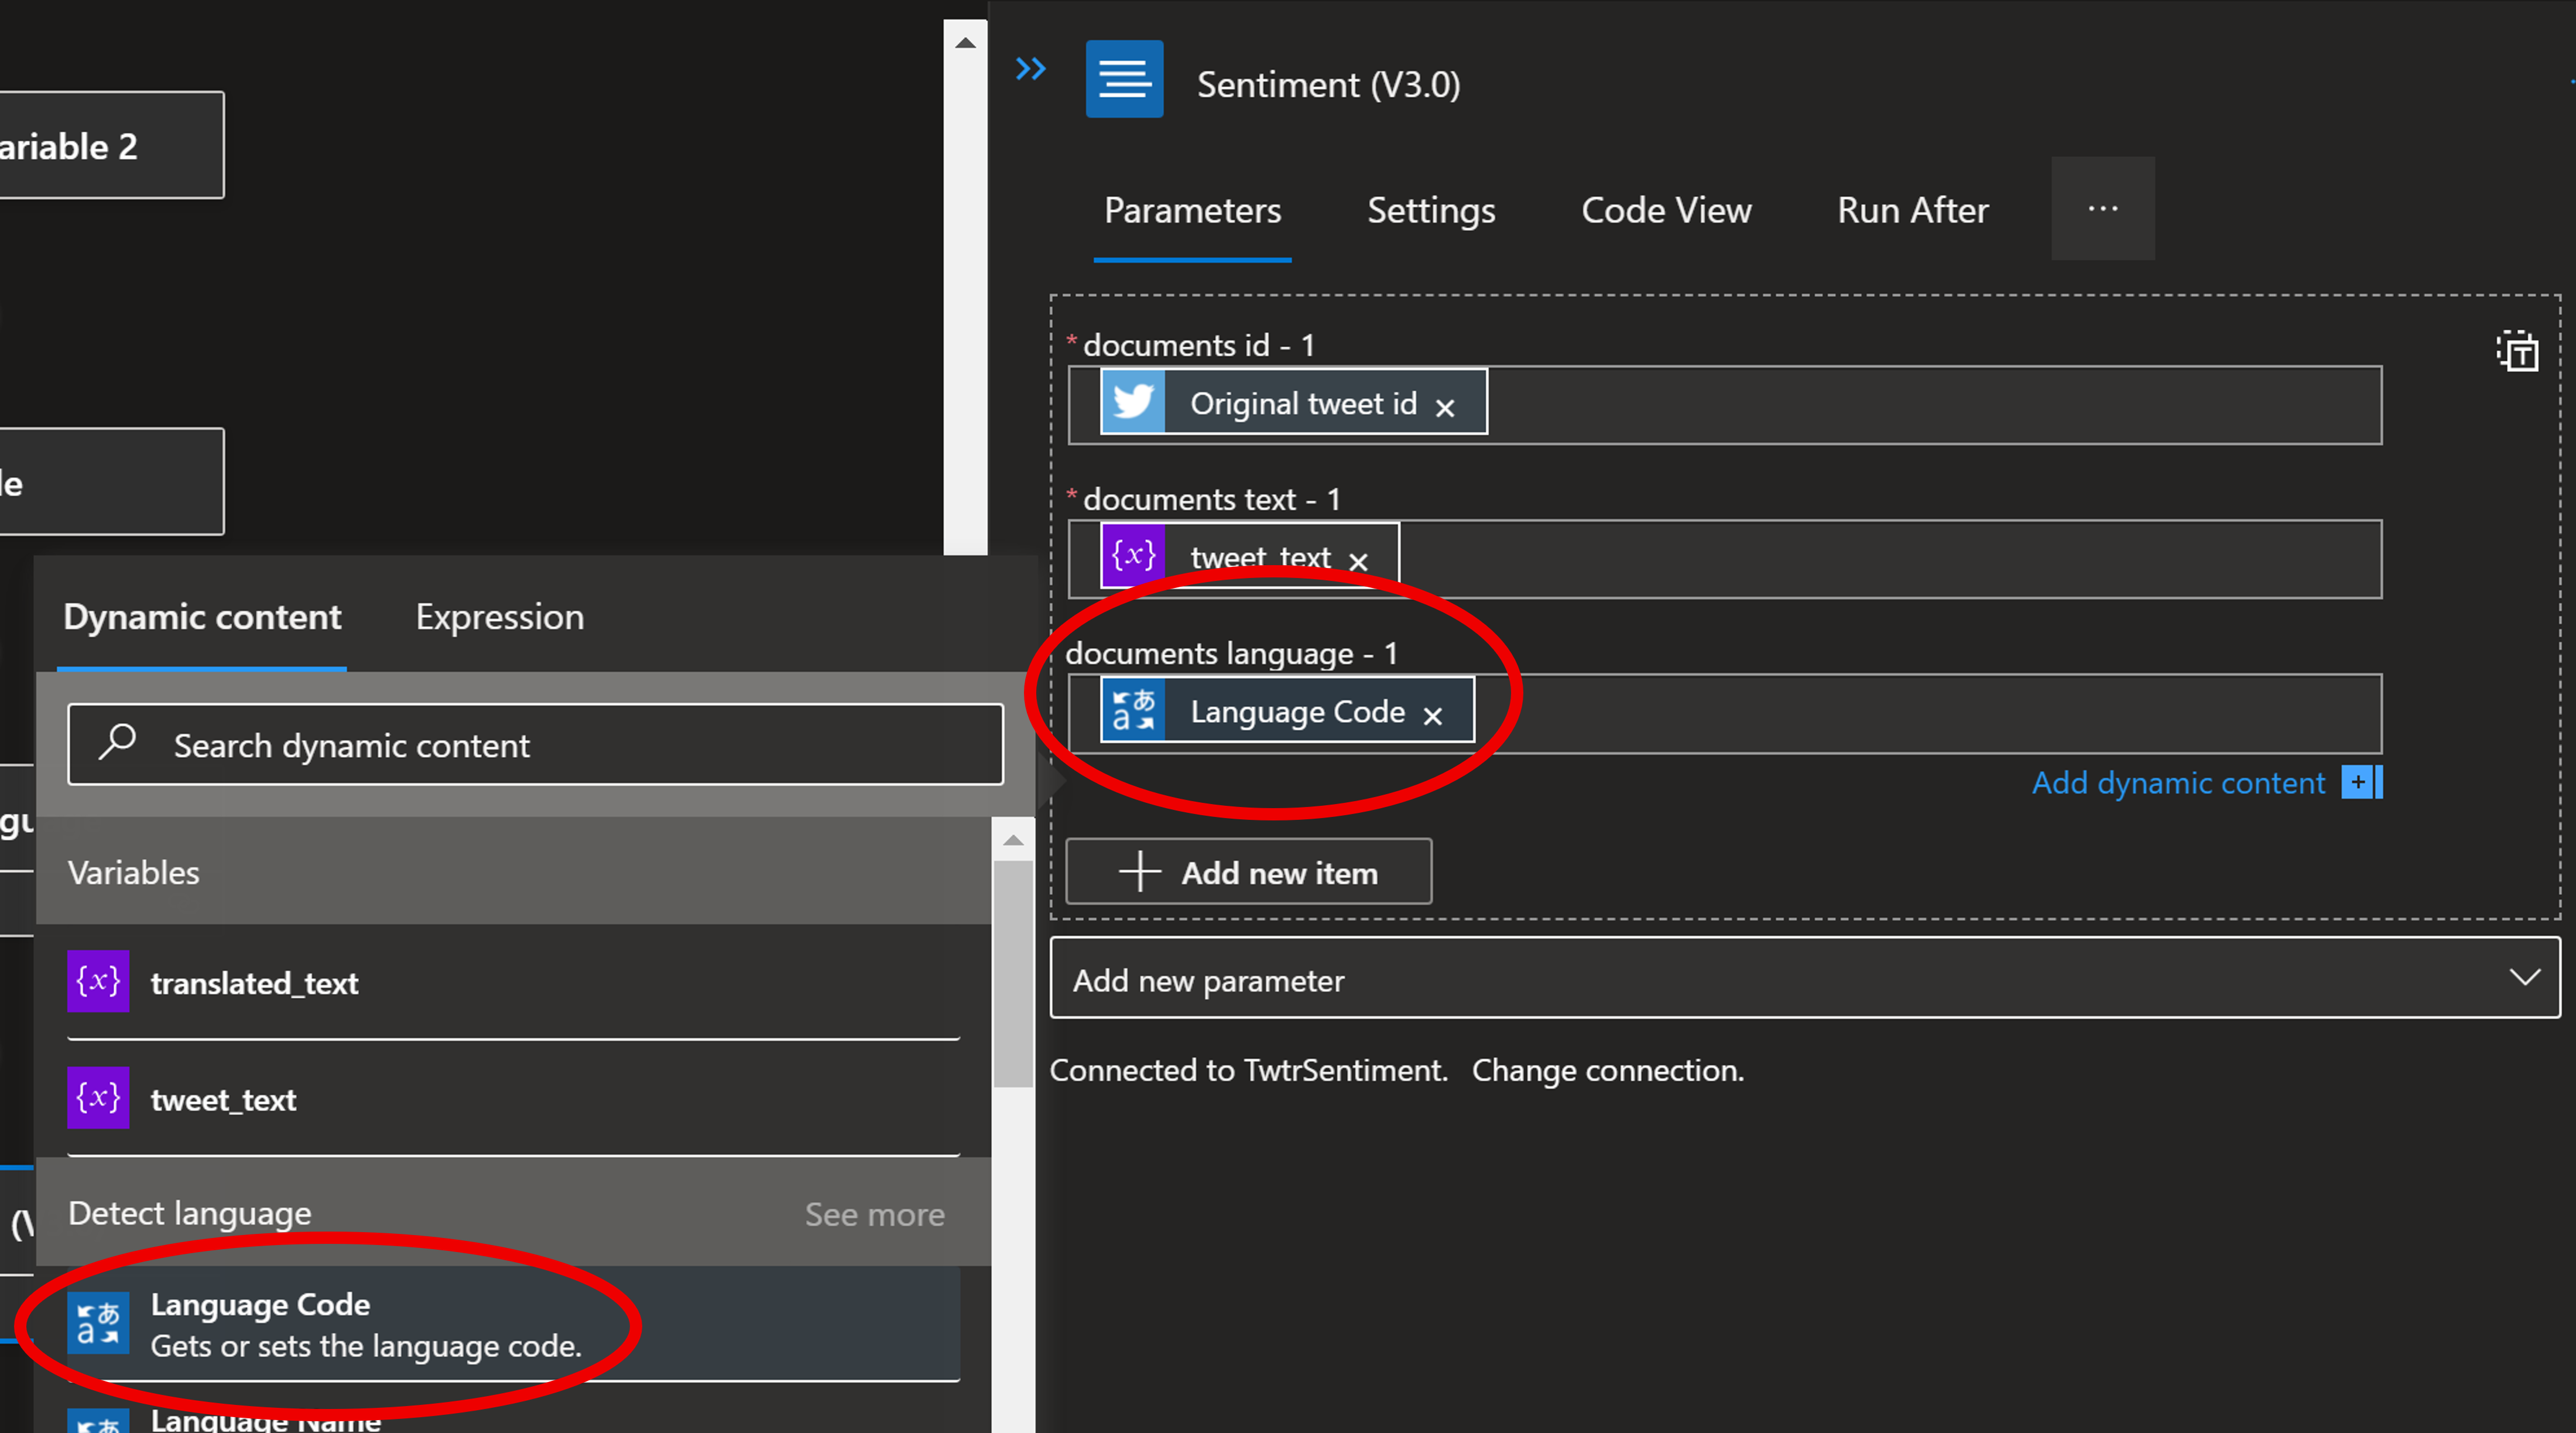 ariable 2
le
gu
(V
Sentiment (V3.0)
Parameters
Settings
Code View
Run After
...
* documents id - 1
Original tweet id ×
* documents text - 1
{x} tweet_text ×
documents language - 1
a あ Language Code ×
Add dynamic content
Add new item
Add new parameter
Connected to TwtrSentiment. Change connection.
Dynamic content
Expression
Search dynamic content
Variables
{x} translated_text
{x} tweet_text
Detect language
See more
a あ Language Code
Gets or sets the language code.
Language Name